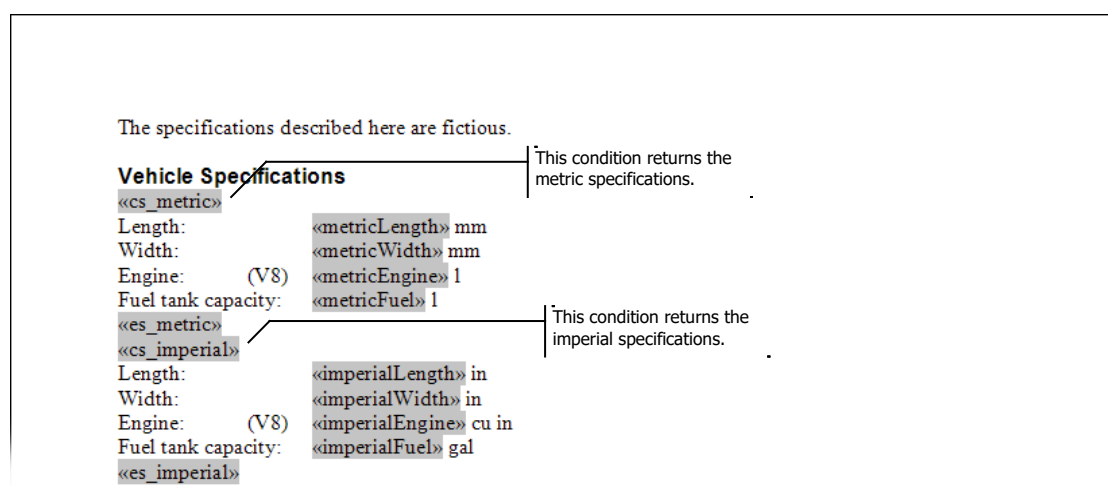 The specifications described here are fictious.
This condition returns the
metric specifications.
Vehicle Specifications
«cs_metric»
Length: «metricLength» mm
Width: «metricWidth» mm
Engine: (V8) «metricEngine» l
Fuel tank capacity: «metricFuel» l
«es_metric»
This condition returns the
imperial specifications.
«cs_imperial»
Length: «imperialLength» in
Width: «imperialWidth» in
Engine: (V8) «imperialEngine» cu in
Fuel tank capacity: «imperialFuel» gal
«es_imperial»